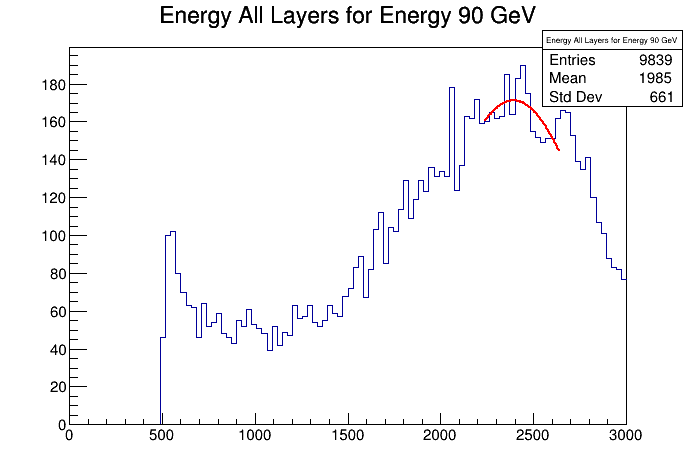 Energy All Layers for Energy 90 GeV
Energy All Layers for Energy 90 GeV
Entries 9839
Mean 1985
Std Dev 661
180
160
140
120
100
80
60
40
20
0
0 500 1000 1500 2000 2500 3000